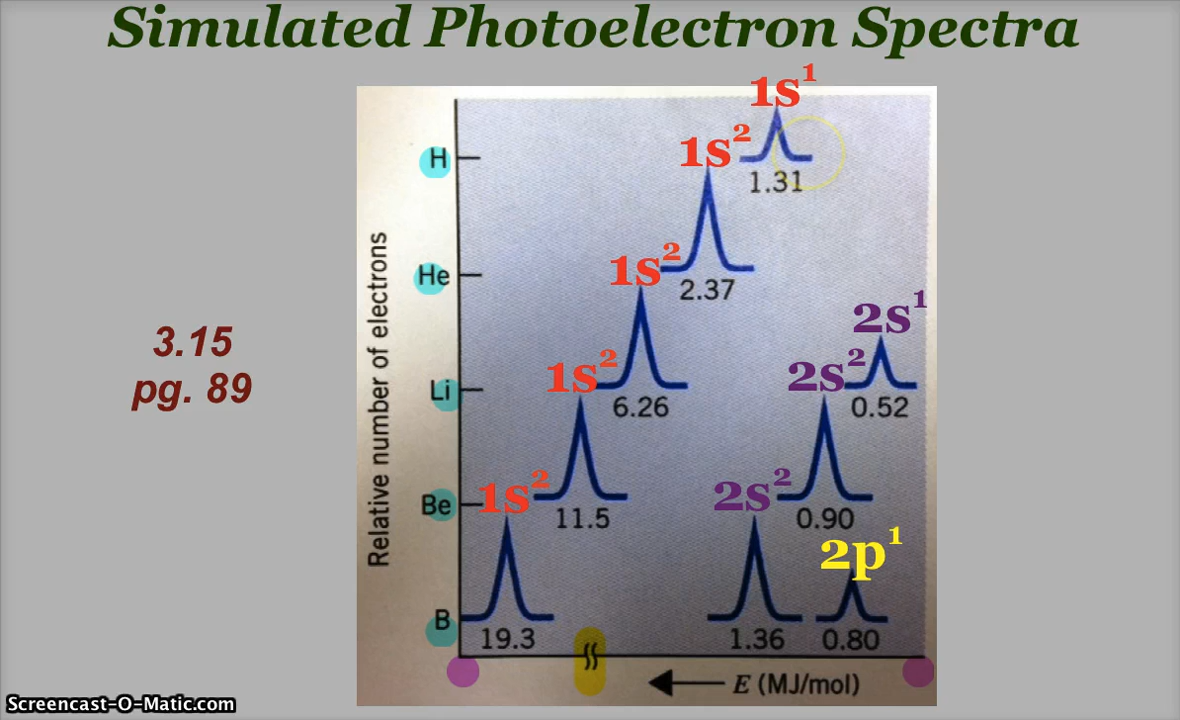 Simulated Photoelectron Spectra
3.15
pg. 89
Relative number of electrons
H
He
Li
Be
B
1s¹
1.31
1s²
2.37
1s²
6.26
2s¹
0.52
1s²
11.5
2s²
0.90
1s²
19.3
2s²
1.36
2p¹
0.80
E (MJ/mol)
Screencast-O-Matic.com